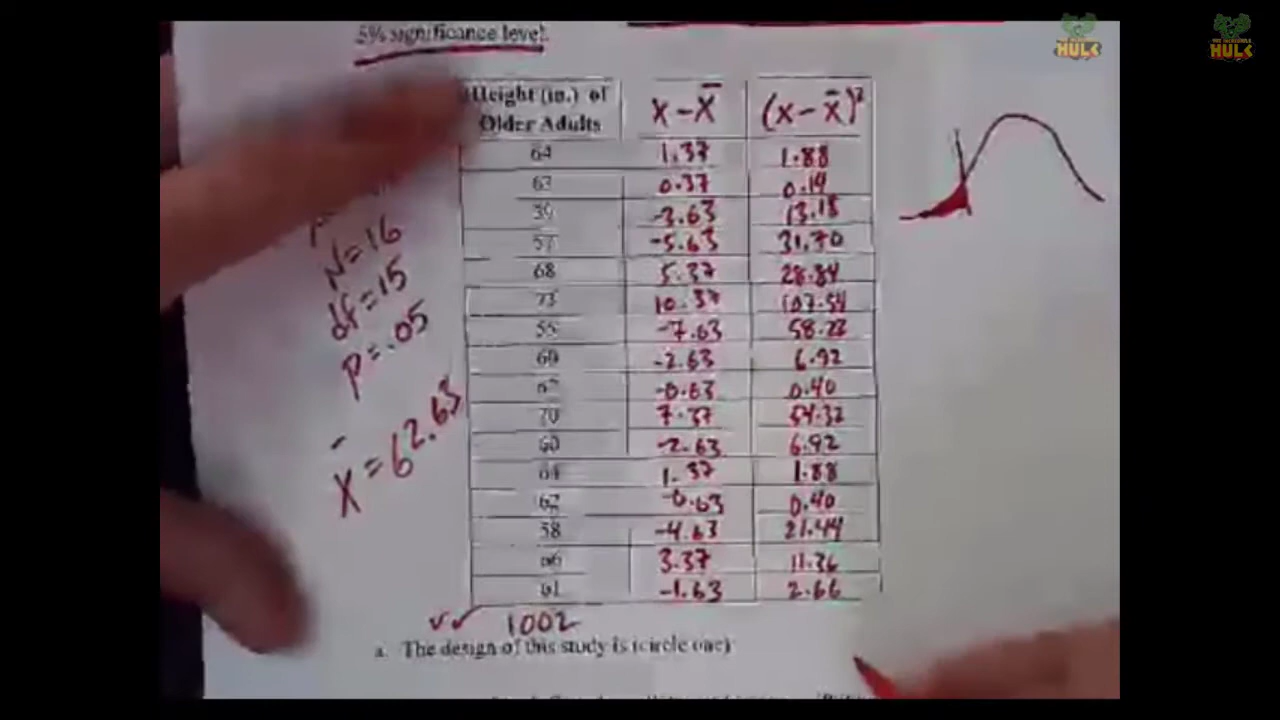 5% significance level.
Height (in.) of Older Adults X - X̄ (X - X̄)²
64 1.37 1.88
63 0.37 0.14
59 -3.63 13.18
57 -5.63 31.70
68 5.37 28.84
73 10.37 107.54
55 -7.63 58.22
60 -2.63 6.92
62 -0.63 0.40
70 7.37 54.32
60 -2.63 6.92
64 1.37 1.88
62 -0.63 0.40
58 -4.63 21.44
66 3.37 11.36
61 -1.63 2.66
1002
N=16
df=15
p=.05
X̄=62.63
a. The design of this study is (circle one)
HULK
HULK